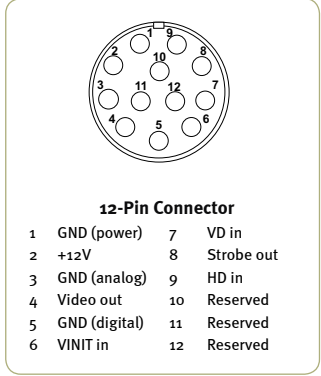 1 9
2 8
10
3 11 12 7
4 6
5
12-Pin Connector
1 GND (power) 7 VD in
2 +12V 8 Strobe out
3 GND (analog) 9 HD in
4 Video out 10 Reserved
5 GND (digital) 11 Reserved
6 VINIT in 12 Reserved